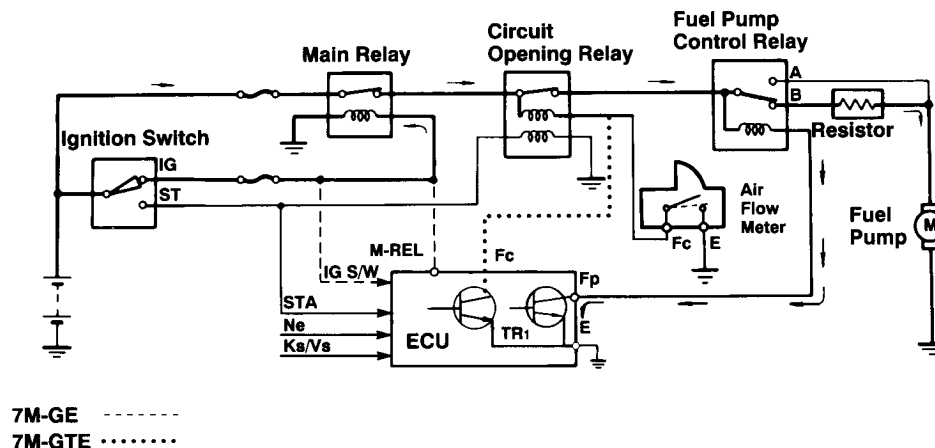 Fuel Pump
Control Relay
Circuit
Opening Relay
Main Relay
A
B
Resistor
Ignition Switch
IG
ST
Air
Flow
Meter
Fc E
Fuel
Pump
M
M-REL
IG S/W
Fc
Fp
STA
Ne
Ks/Vs
ECU
TR1
E
7M-GE
7M-GTE